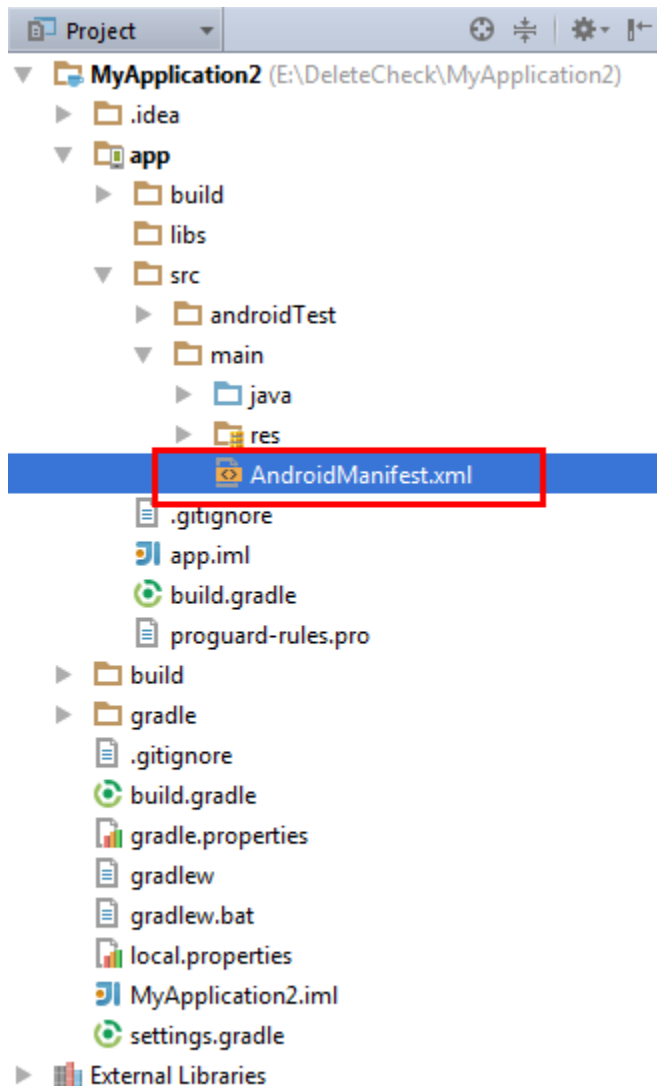 Project
MyApplication2 (E:\DeleteCheck\MyApplication2)
.idea
app
build
libs
src
androidTest
main
java
res
AndroidManifest.xml
.gitignore
app.iml
build.gradle
proguard-rules.pro
build
gradle
.gitignore
build.gradle
gradle.properties
gradlew
gradlew.bat
local.properties
MyApplication2.iml
settings.gradle
External Libraries